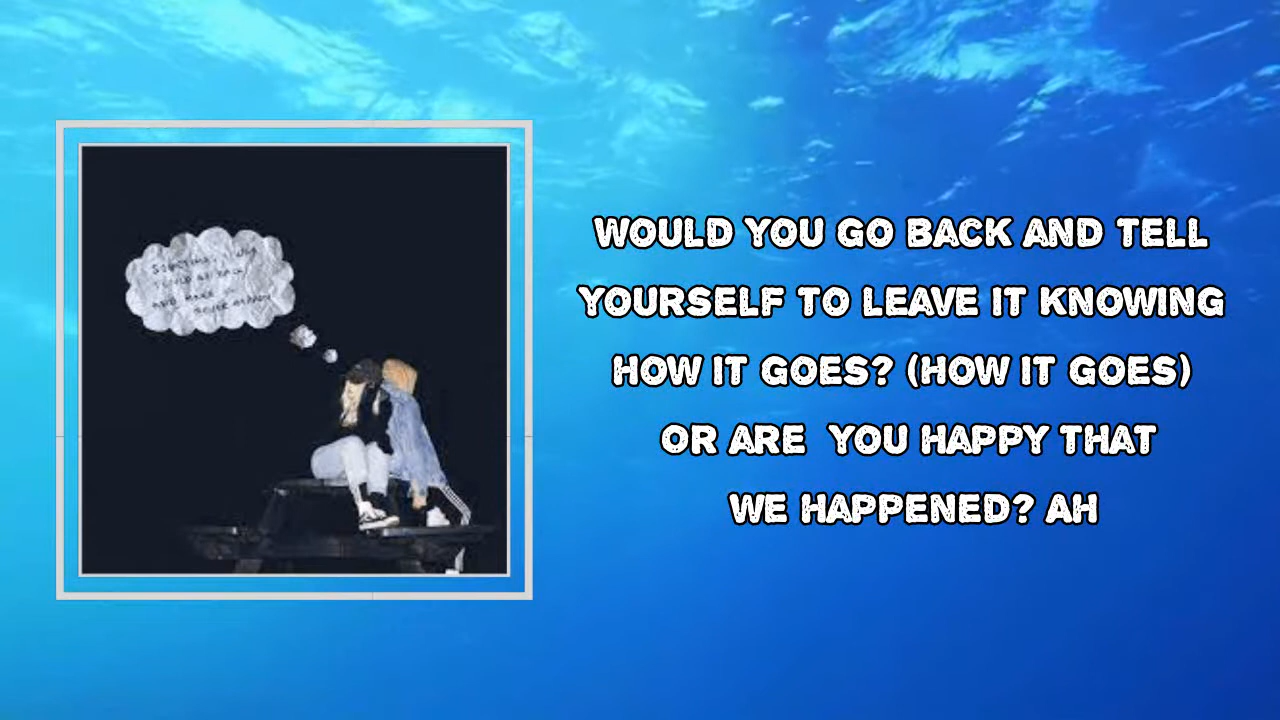 WOULD YOU GO BACK AND TELL
YOURSELF TO LEAVE IT KNOWING
HOW IT GOES? (HOW IT GOES)
OR ARE  YOU HAPPY THAT
WE HAPPENED? AH